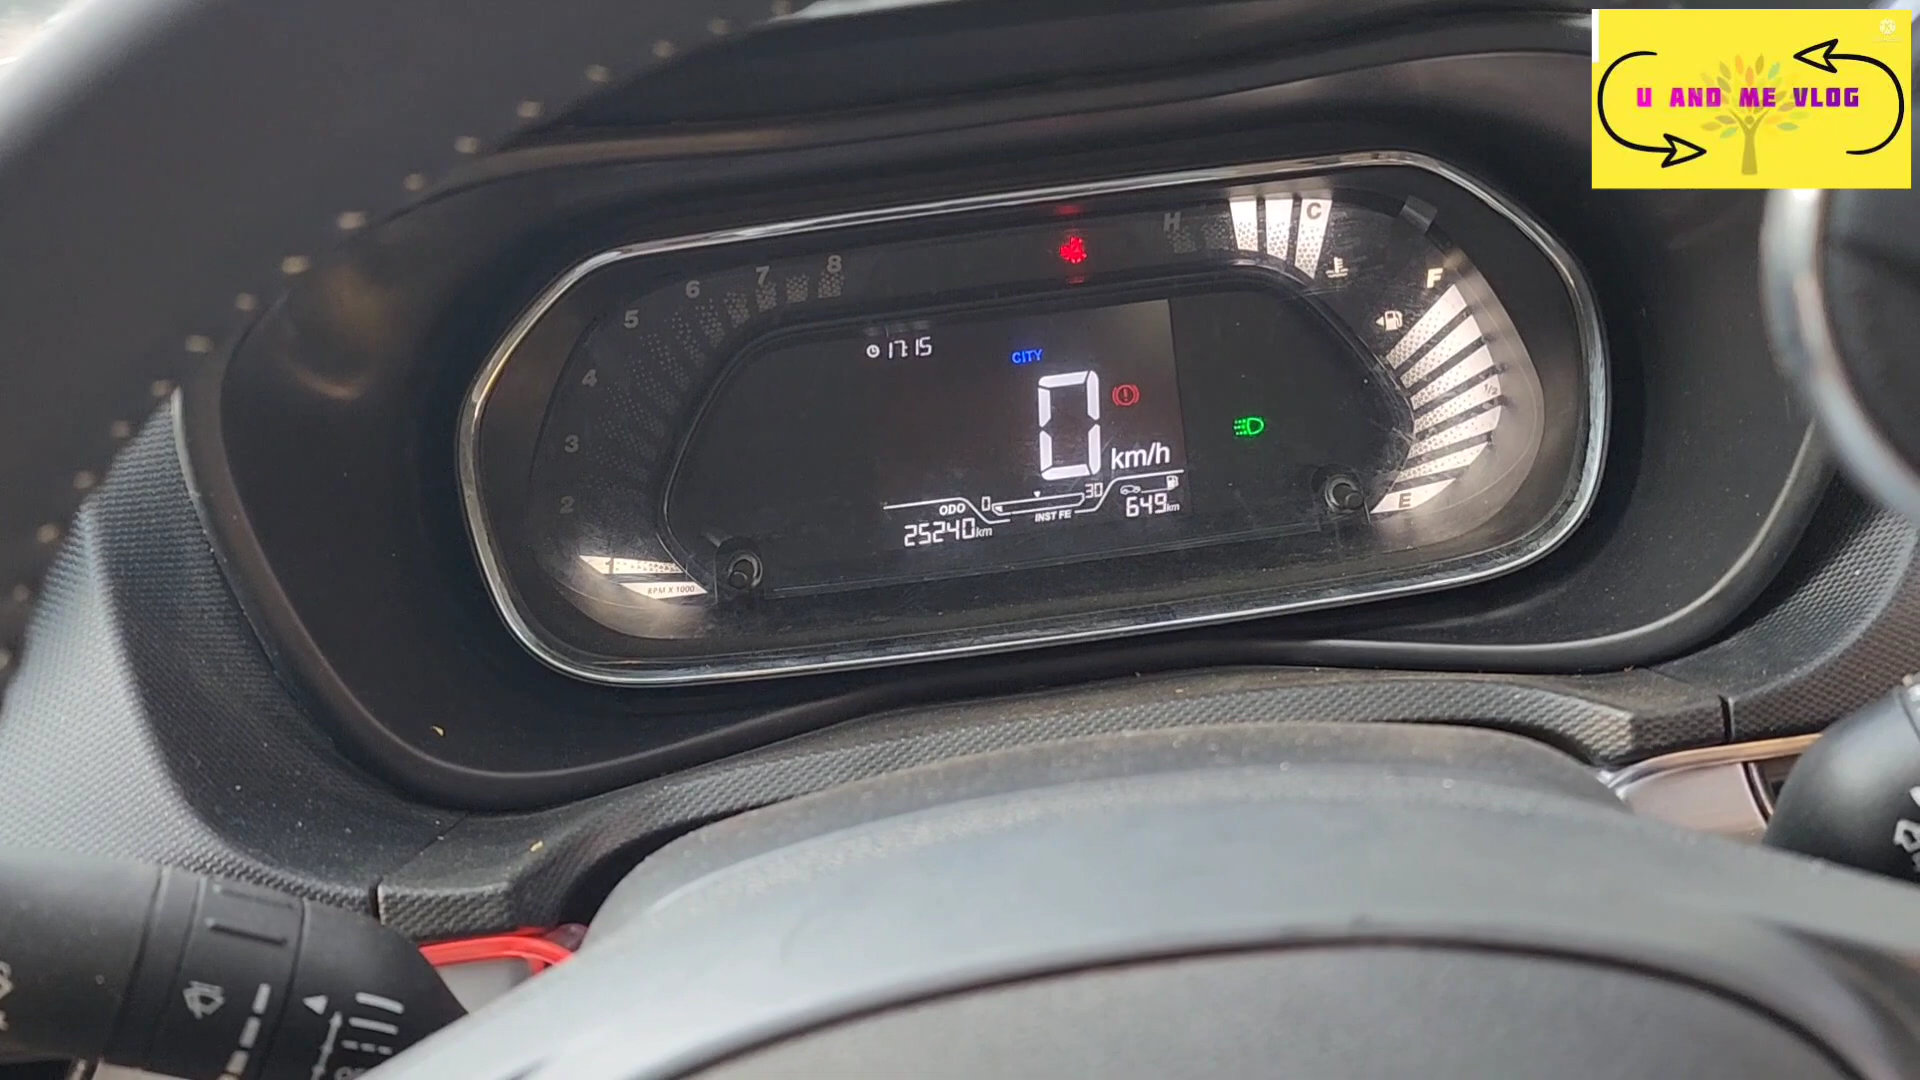 U AND ME VLOG
H
C
8
7
6
5
4
3
2
1
RPM X 1000
F
1/2
E
17:15
CITY
0
km/h
ODO
25240km
0
30
INST FE
649km